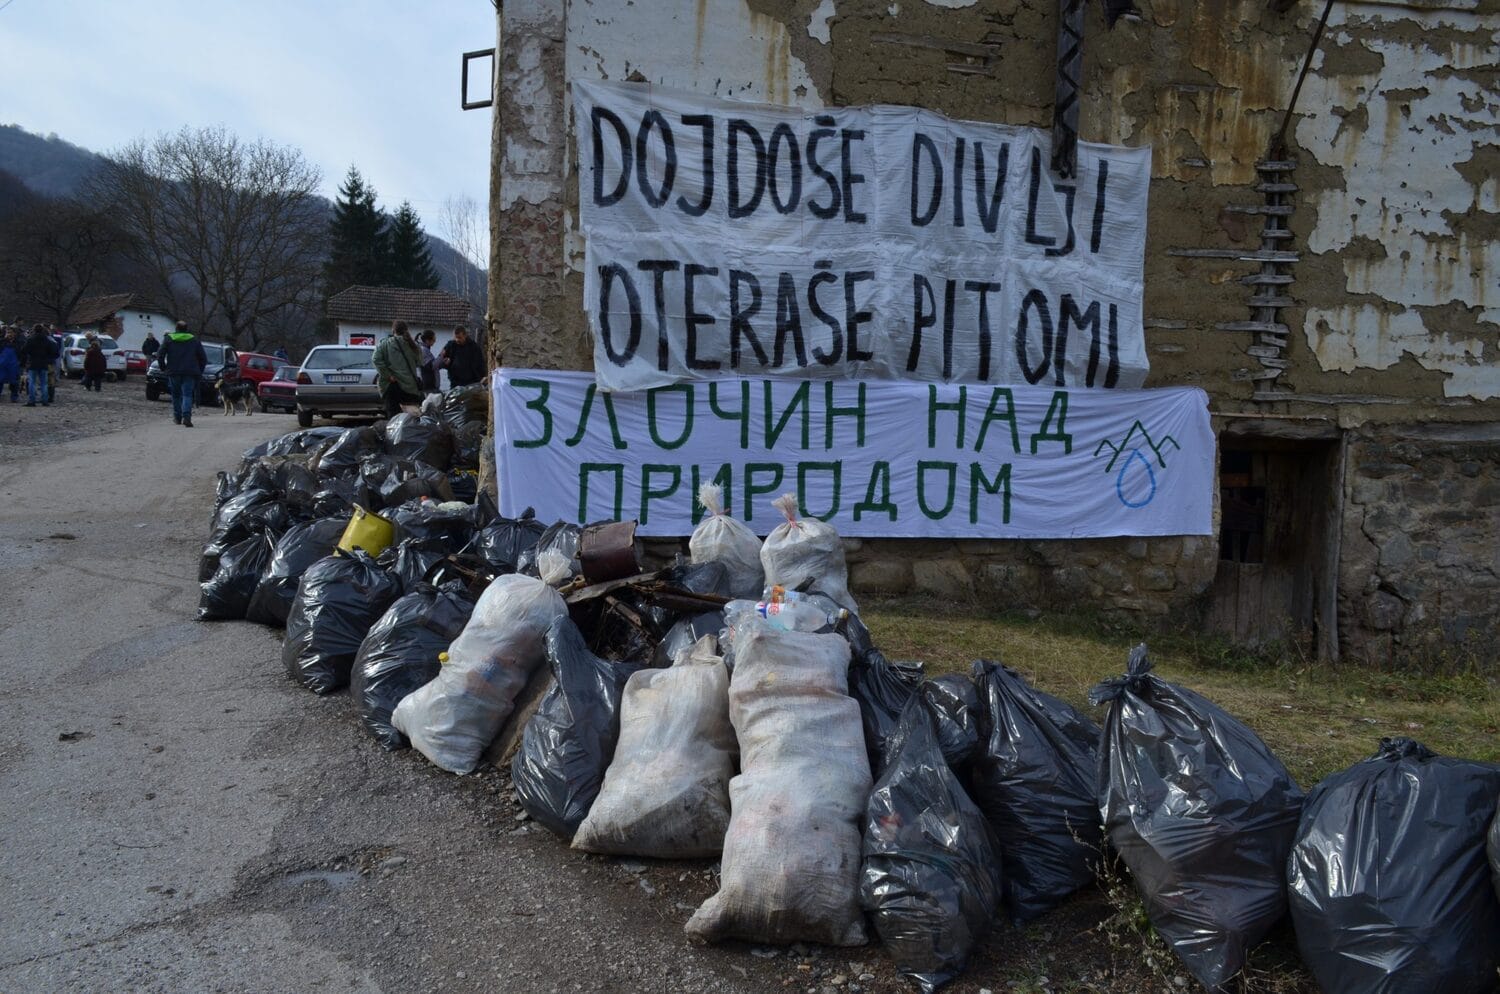 DOJDOŠE DIVLJI
OTERAŠE PITOMI
ЗЛОЧИН НАД
ПРИРОДОМ